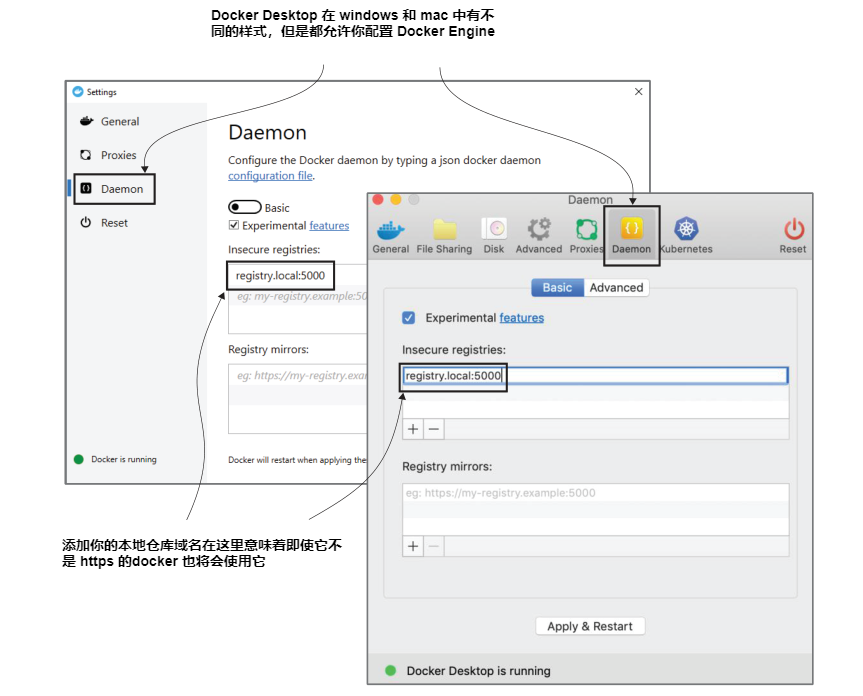 Docker Desktop 在 windows 和 mac 中有不
同的样式，但是都允许你配置 Docker Engine
Settings
General
Proxies
Daemon
Reset
Docker is running
Daemon
Configure the Docker daemon by typing a json docker daemon
configuration file.
Basic
Experimental features
Insecure registries:
registry.local:5000
eg: my-registry.example:50
Registry mirrors:
eg: https://my-registry.exa
Docker will restart when applying the
Daemon
General File Sharing Disk Advanced Proxies Daemon Kubernetes Reset
Basic Advanced
Experimental features
Insecure registries:
registry.local:5000
Registry mirrors:
eg: https://my-registry.example:5000
Apply & Restart
Docker Desktop is running
添加你的本地仓库域名在这里意味着即使它不
是 https 的docker 也将会使用它